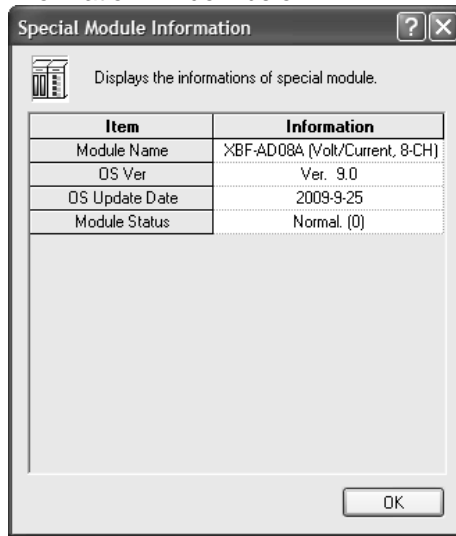 Special Module Information
Displays the informations of special module.
Item Information
Module Name XBF-AD08A (Volt/Current, 8-CH)
OS Ver Ver. 9.0
OS Update Date 2009-9-25
Module Status Normal. (0)
OK